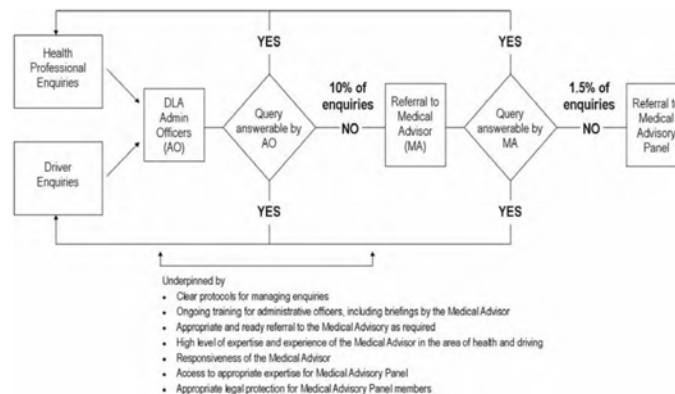 YES
YES
Health
Professional
Enquiries
10% of
enquiries
1.5% of
enquiries
DLA
Admin
Officers
(AO)
Query
answerable by
AO
NO
Referral to
Medical
Advisor
(MA)
Query
answerable by
MA
NO
Referral to
Medical
Advisory
Panel
Driver
Enquiries
YES
YES
Underpinned by
• Clear protocols for managing enquiries
• Ongoing training for administrative officers, including briefings by the Medical Advisor
• Appropriate and ready referral to the Medical Advisory as required
• High level of expertise and experience of the Medical Advisor in the area of health and driving
• Responsiveness of the Medical Advisor
• Access to appropriate expertise for Medical Advisory Panel
• Appropriate legal protection for Medical Advisory Panel members